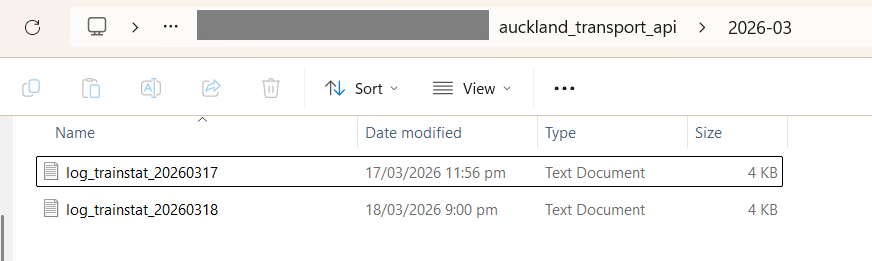 auckland_transport_api > 2026-03
Sort View
Name Date modified Type Size
log_trainstat_20260317 17/03/2026 11:56 pm Text Document 4 KB
log_trainstat_20260318 18/03/2026 9:00 pm Text Document 4 KB